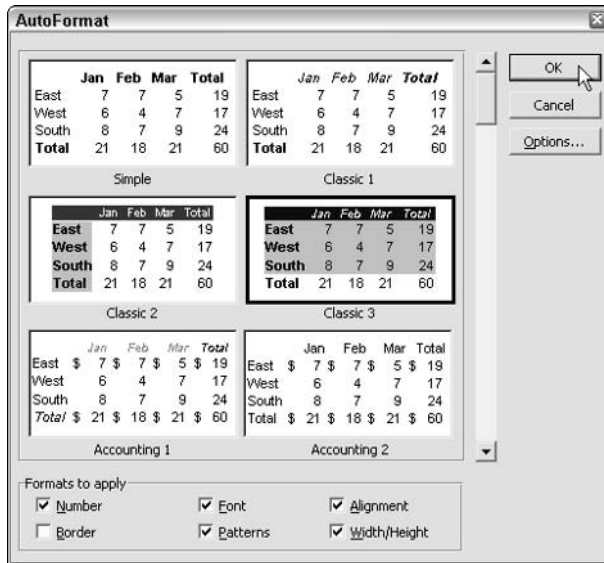 AutoFormat
Jan Feb Mar Total
East 7 7 5 19
West 6 4 7 17
South 8 7 9 24
Total 21 18 21 60
Simple
Jan Feb Mar Total
East 7 7 5 19
West 6 4 7 17
South 8 7 9 24
Total 21 18 21 60
Classic 1
OK
Cancel
Options...
Jan Feb Mar Total
East 7 7 5 19
West 6 4 7 17
South 8 7 9 24
Total 21 18 21 60
Classic 2
Jan Feb Mar Total
East 7 7 5 19
West 6 4 7 17
South 8 7 9 24
Total 21 18 21 60
Classic 3
Jan Feb Mar Total
East $ 7 $ 7 $ 5 $ 19
West 6 4 7 17
South 8 7 9 24
Total $ 21 $ 18 $ 21 $ 60
Accounting 1
Jan Feb Mar Total
East $ 7 $ 7 $ 5 $ 19
West 6 4 7 17
South 8 7 9 24
Total $ 21 $ 18 $ 21 $ 60
Accounting 2
Formats to apply
Number Font Alignment
Border Patterns Width/Height